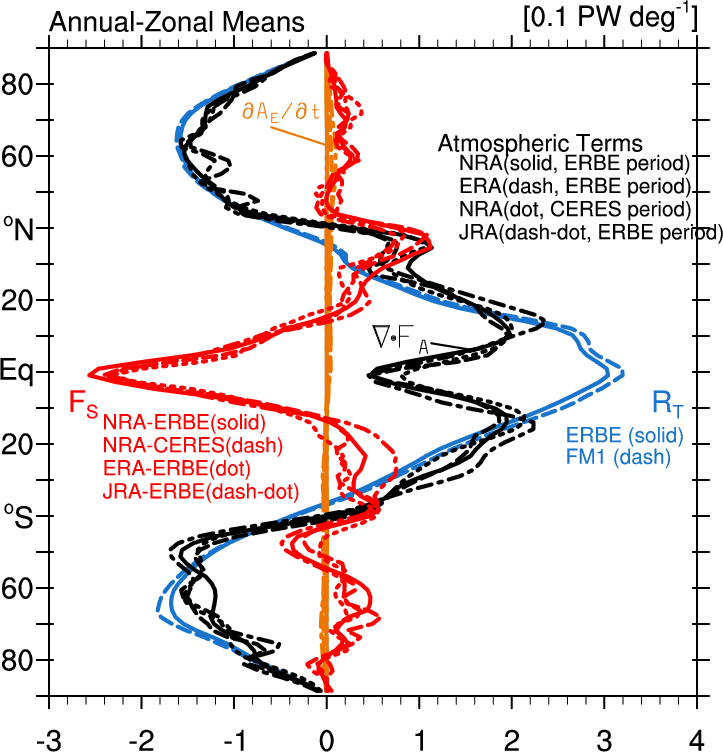 Annual-Zonal Means
[0.1 PW deg⁻¹]
80
∂A_E/∂t
Atmospheric Terms
60
NRA(solid, ERBE period)
ERA(dash, ERBE period)
NRA(dot, CERES period)
°N
JRA(dash-dot, ERBE period)
20
∇•F_A
Eq
F_S
R_T
NRA-ERBE(solid)
ERBE (solid)
20
NRA-CERES(dash)
FM1 (dash)
ERA-ERBE(dot)
JRA-ERBE(dash-dot)
°S
60
80
-3 -2 -1 0 1 2 3 4